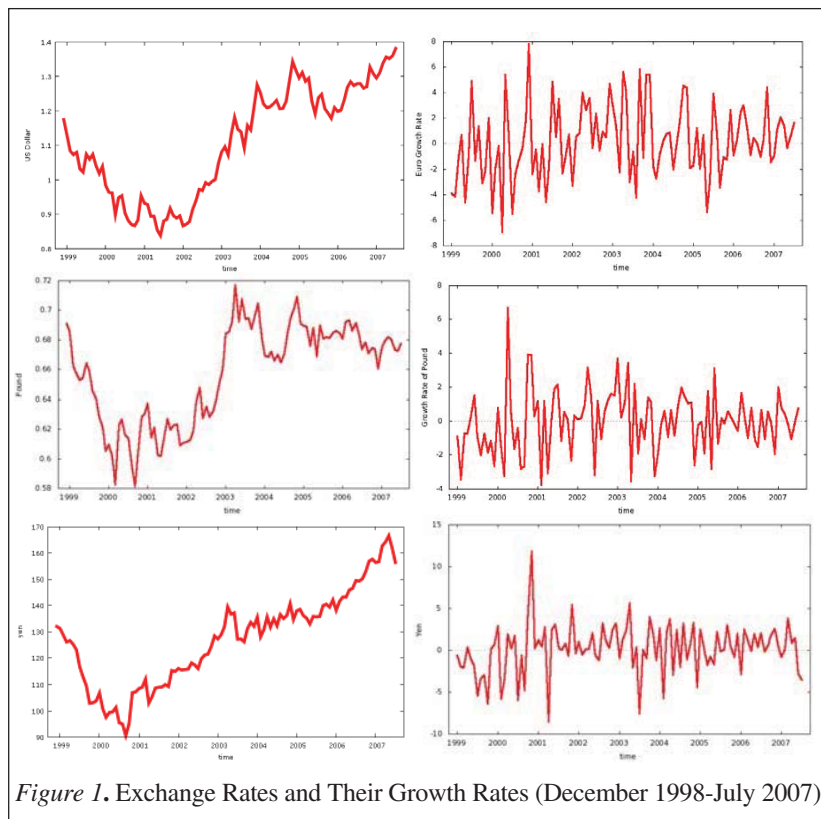 1.4
1.3
1.2
1.1
1
0.9
0.8
US Dollar
1999 2000 2001 2002 2003 2004 2005 2006 2007
time
8
6
4
2
0
-2
-4
-6
-8
Euro Growth Rate
1999 2000 2001 2002 2003 2004 2005 2006 2007
time
0.72
0.7
0.68
0.66
0.64
0.62
0.6
0.58
Pound
1999 2000 2001 2002 2003 2004 2005 2006 2007
time
8
6
4
2
0
-2
-4
Growth Rate of Pound
1999 2000 2001 2002 2003 2004 2005 2006 2007
time
170
160
150
140
130
120
110
100
90
yen
1999 2000 2001 2002 2003 2004 2005 2006 2007
time
15
10
5
0
-5
-10
Yen
1999 2000 2001 2002 2003 2004 2005 2006 2007
time
Figure 1. Exchange Rates and Their Growth Rates (December 1998-July 2007)